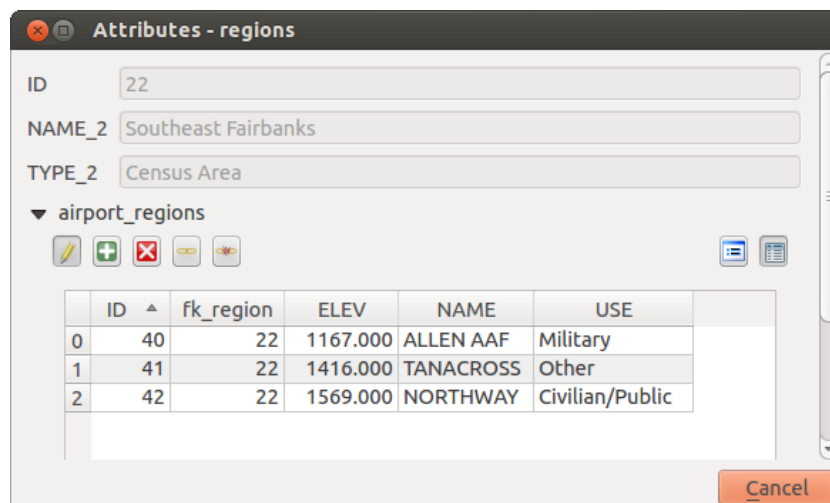 Attributes - regions
ID 22
NAME_2 Southeast Fairbanks
TYPE_2 Census Area
airport_regions
ID fk_region ELEV NAME USE
0 40 22 1167.000 ALLEN AAF Military
1 41 22 1416.000 TANACROSS Other
2 42 22 1569.000 NORTHWAY Civilian/Public
Cancel